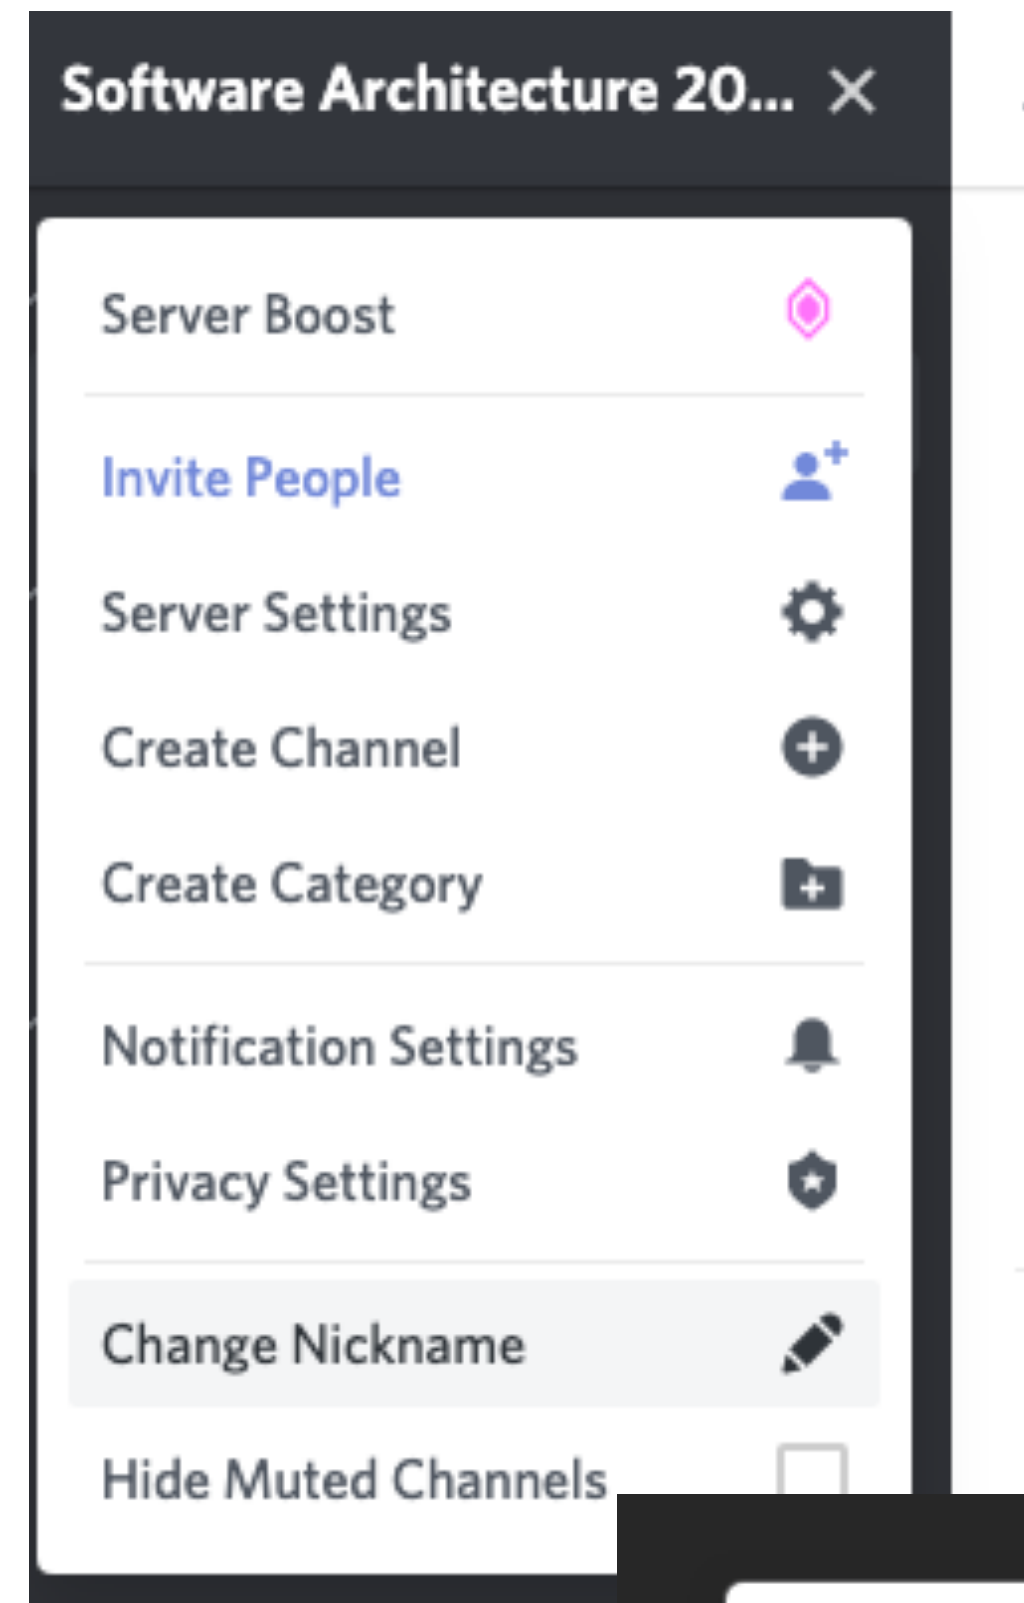 Software Architecture 20...
Server Boost
Invite People
Server Settings
Create Channel
Create Category
Notification Settings
Privacy Settings
Change Nickname
Hide Muted Channels